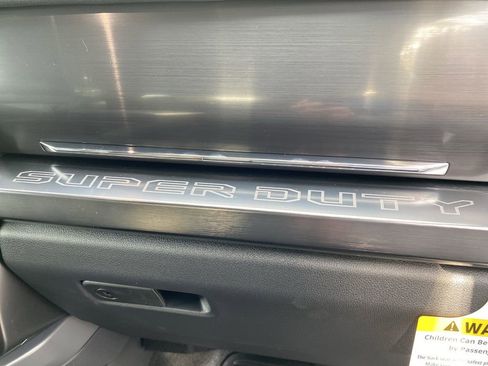 SUPER DUTY
WA
Children Can Be
by Passen